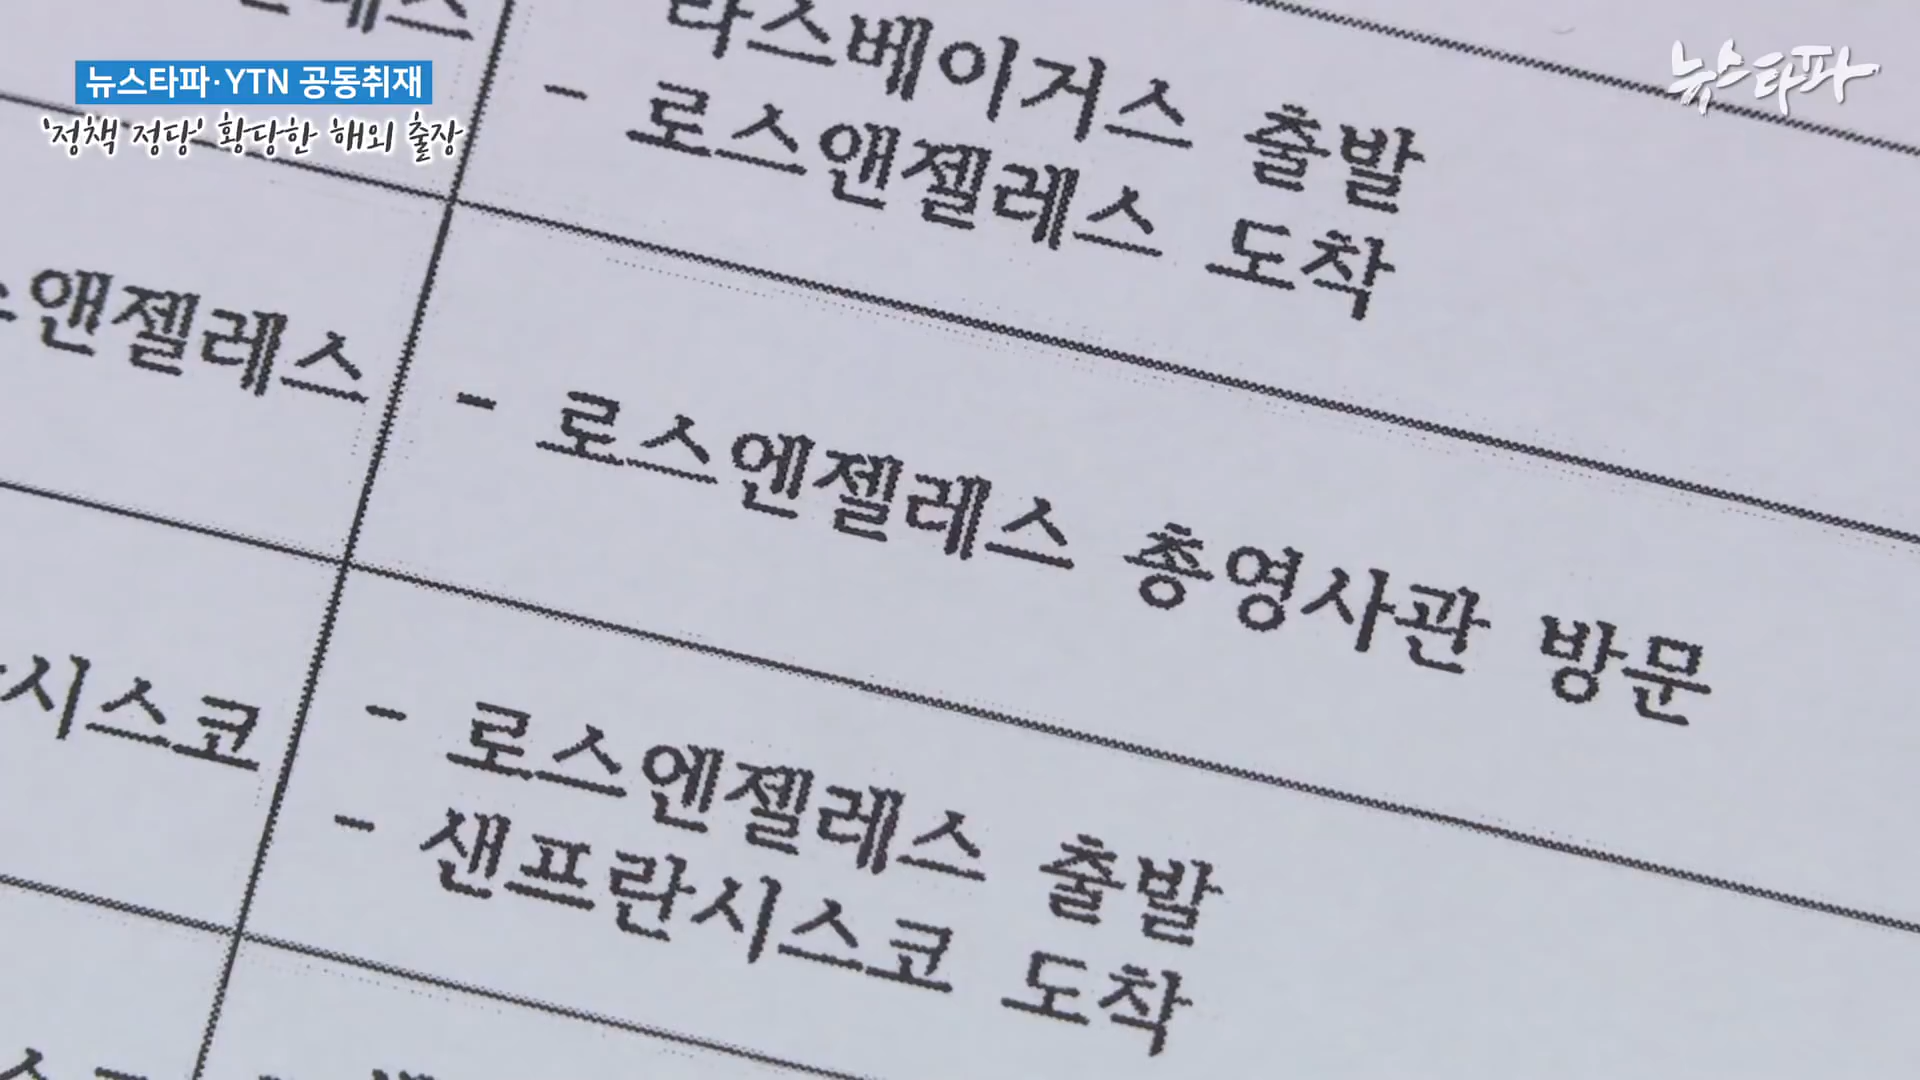 뉴스타파·YTN 공동취재
'정책 정당' 황당한 해외 출장
뉴스타파
라스베이거스 출발
- 로스앤젤레스 도착
스앤젤레스
- 로스엔젤레스 총영사관 방문
시스코
- 로스엔젤레스 출발
- 샌프란시스코 도착